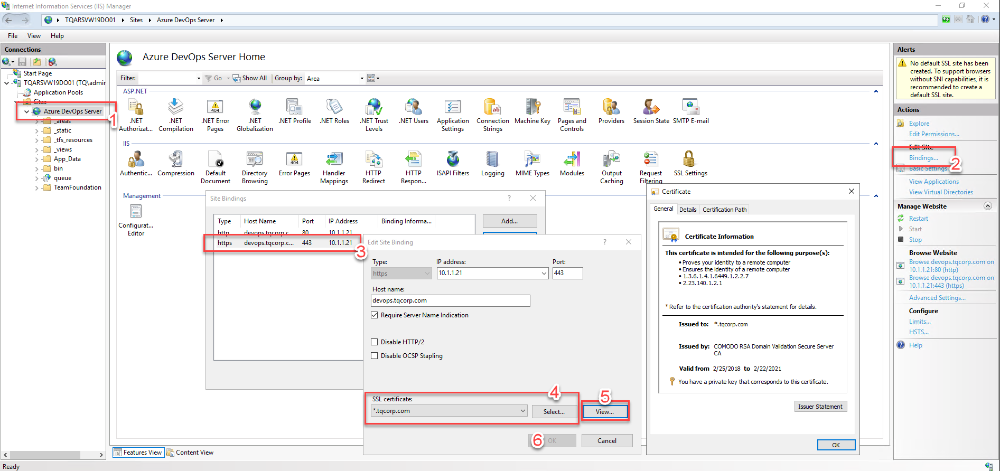 Internet Information Services (IIS) Manager
TQARSVW19DO01
Sites
Azure DevOps Server
File
View
Help
Connections
Start Page
TQARSVW19DO01 (TQ\admin
Application Pools
Sites
Azure DevOps Server
1
_areas
_static
_tfs_resources
_views
App_Data
bin
queue
TeamFoundation
Azure DevOps Server Home
Filter:
Go
Show All
Group by:
Area
ASP.NET
.NET Authorizat...
.NET Compilation
.NET Error Pages
.NET Globalization
.NET Profile
.NET Roles
.NET Trust Levels
.NET Users
Application Settings
Connection Strings
Machine Key
Pages and Controls
Providers
Session State
SMTP E-mail
IIS
Authentic...
Compression
Default Document
Directory Browsing
Error Pages
Handler Mappings
HTTP Redirect
HTTP Respon...
ISAPI Filters
Logging
MIME Types
Modules
Output Caching
Request Filtering
SSL Settings
Management
Configurat... Editor
Site Bindings
?
Type
Host Name
Port
IP Address
Binding Informa...
http
devops.tqcorp.c...
80
10.1.1.21
https
devops.tqcorp.c...
443
10.1.1.21
3
Add...
Edit Site Binding
?
Type:
IP address:
Port:
https
10.1.1.21
443
Host name:
devops.tqcorp.com
Require Server Name Indication
Disable HTTP/2
Disable OCSP Stapling
SSL certificate:
*.tqcorp.com
4
Select...
5
View...
6
OK
Cancel
Certificate
General
Details
Certification Path
Certificate Information
This certificate is intended for the following purpose(s):
• Proves your identity to a remote computer
• Ensures the identity of a remote computer
• 1.3.6.1.4.1.6449.1.2.2.7
• 2.23.140.1.2.1
* Refer to the certification authority's statement for details.
Issued to: *.tqcorp.com
Issued by: COMODO RSA Domain Validation Secure Server
CA
Valid from 2/25/2018 to 2/22/2021
You have a private key that corresponds to this certificate.
Issuer Statement
OK
Alerts
No default SSL site has been
created. To support browsers
without SNI capabilities, it is
recommended to create a
default SSL site.
Actions
Explore
Edit Permissions...
Edit Site
Bindings...
2
Basic Settings...
View Applications
View Virtual Directories
Manage Website
Restart
Start
Stop
Browse Website
Browse devops.tqcorp.com on
10.1.1.21:80 (http)
Browse devops.tqcorp.com on
10.1.1.21:443 (https)
Advanced Settings...
Configure
Limits...
HSTS...
Help
Features View
Content View
Ready